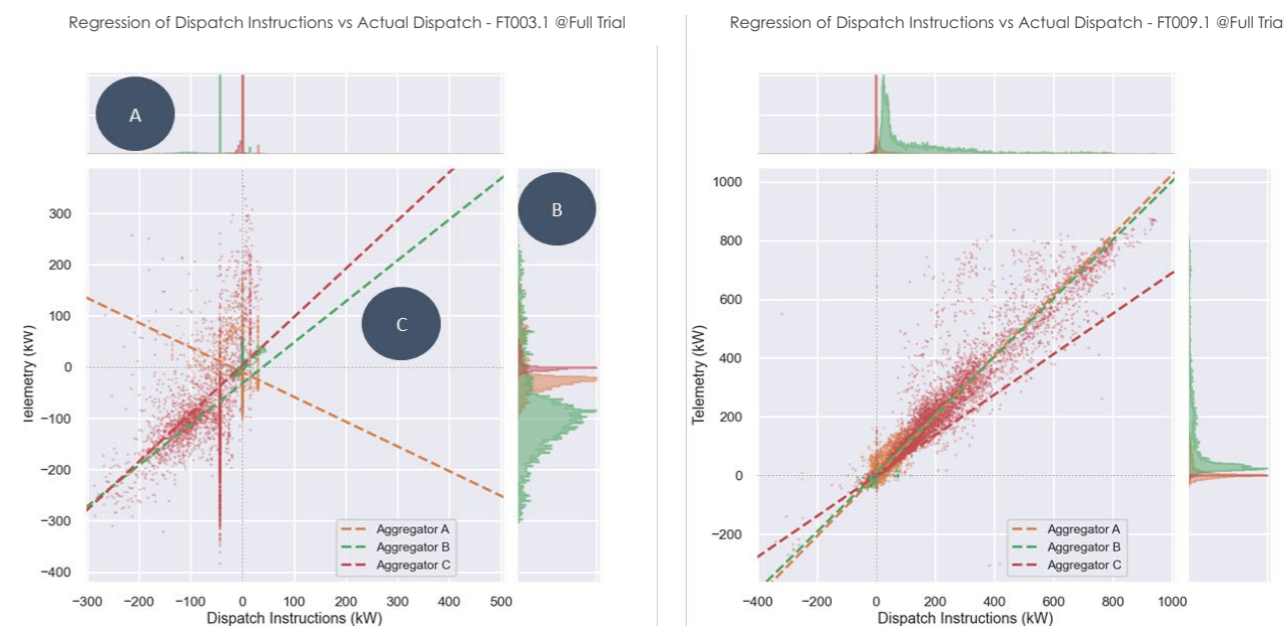 Regression of Dispatch Instructions vs Actual Dispatch - FT003.1 @Full Trial
A
B
C
300
200
100
0
−100
−200
−300
−400
Telemetry (kW)
Aggregator A
Aggregator B
Aggregator C
−300 −200 −100 0 100 200 300 400 500
Dispatch Instructions (kW)
Regression of Dispatch Instructions vs Actual Dispatch - FT009.1 @Full Tria
1000
800
600
400
200
0
−200
Telemetry (kW)
Aggregator A
Aggregator B
Aggregator C
−400 −200 0 200 400 600 800 1000
Dispatch Instructions (kW)